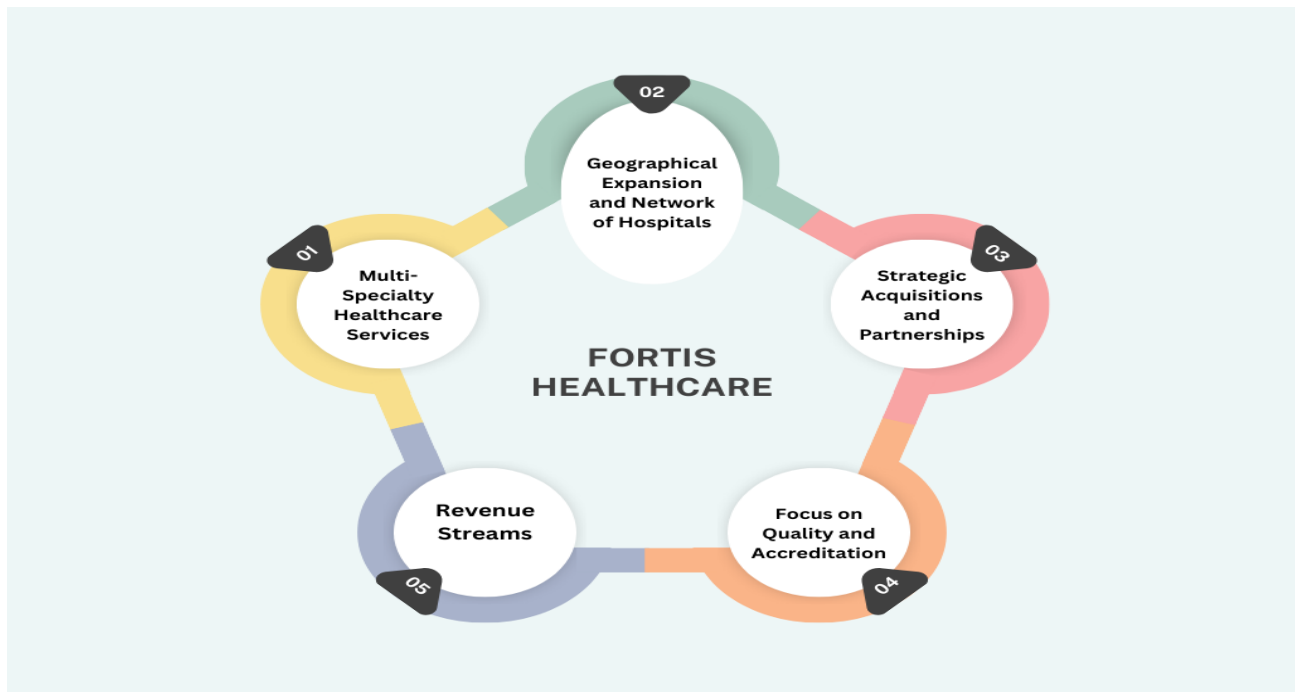 02
Geographical
Expansion
and Network
of Hospitals
01
Multi-
Specialty
Healthcare
Services
03
Strategic
Acquisitions
and
Partnerships
FORTIS
HEALTHCARE
05
Revenue
Streams
04
Focus on
Quality and
Accreditation